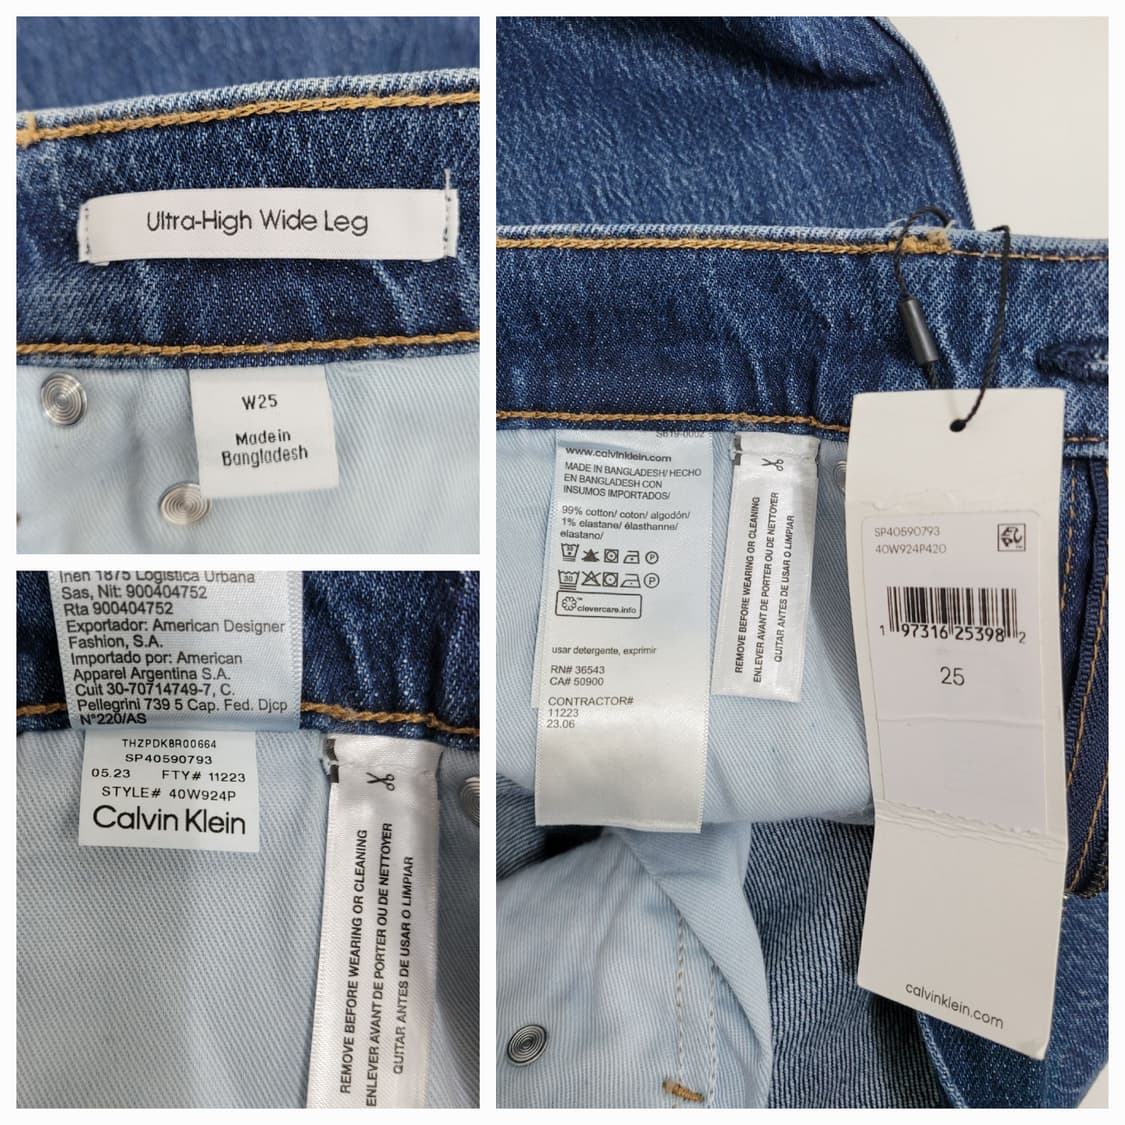 Ultra-High Wide Leg
W25
Made in
Bangladesh
Inen 1875 Logistica Urbana
Sas, Nit: 900404752
Rta 900404752
Exportador: American Designer
Fashion, S.A.
Importado por: American
Apparel Argentina S.A.
Cuit 30-70714749-7, C.
Pellegrini 739 5 Cap. Fed. Djcp
N°220/AS
THZPDK8R00664
SP40590793
05.23 FTY# 11223
STYLE# 40W924P
Calvin Klein
REMOVE BEFORE WEARING OR CLEANING
ENLEVER AVANT DE PORTER OU DE NETTOYER
QUITAR ANTES DE USAR O LIMPIAR
S619-0002
www.calvinklein.com
MADE IN BANGLADESH/ HECHO
EN BANGLADESH CON
INSUMOS IMPORTADOS/
99% cotton/ coton/ algodón/
1% elastane/ élasthanne/
elastano/
30 P
30 P
clevercare.info
usar detergente, exprimir
RN# 36543
CA# 50900
CONTRACTOR#
11223
23.06
REMOVE BEFORE WEARING OR CLEANING
ENLEVER AVANT DE PORTER OU DE NETTOYER
QUITAR ANTES DE USAR O LIMPIAR
SP40590793
40W924P420
1 97316 25398 2
25
calvinklein.com